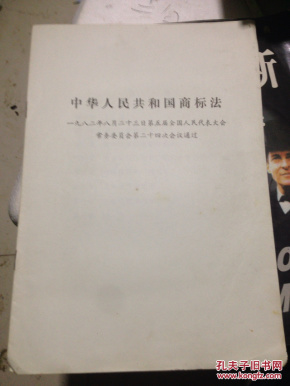 中华人民共和国商标法
一九八二年八月二十三日第五届全国人民代表大会
常务委员会第二十四次会议通过
斯
O
M
孔夫子旧书网